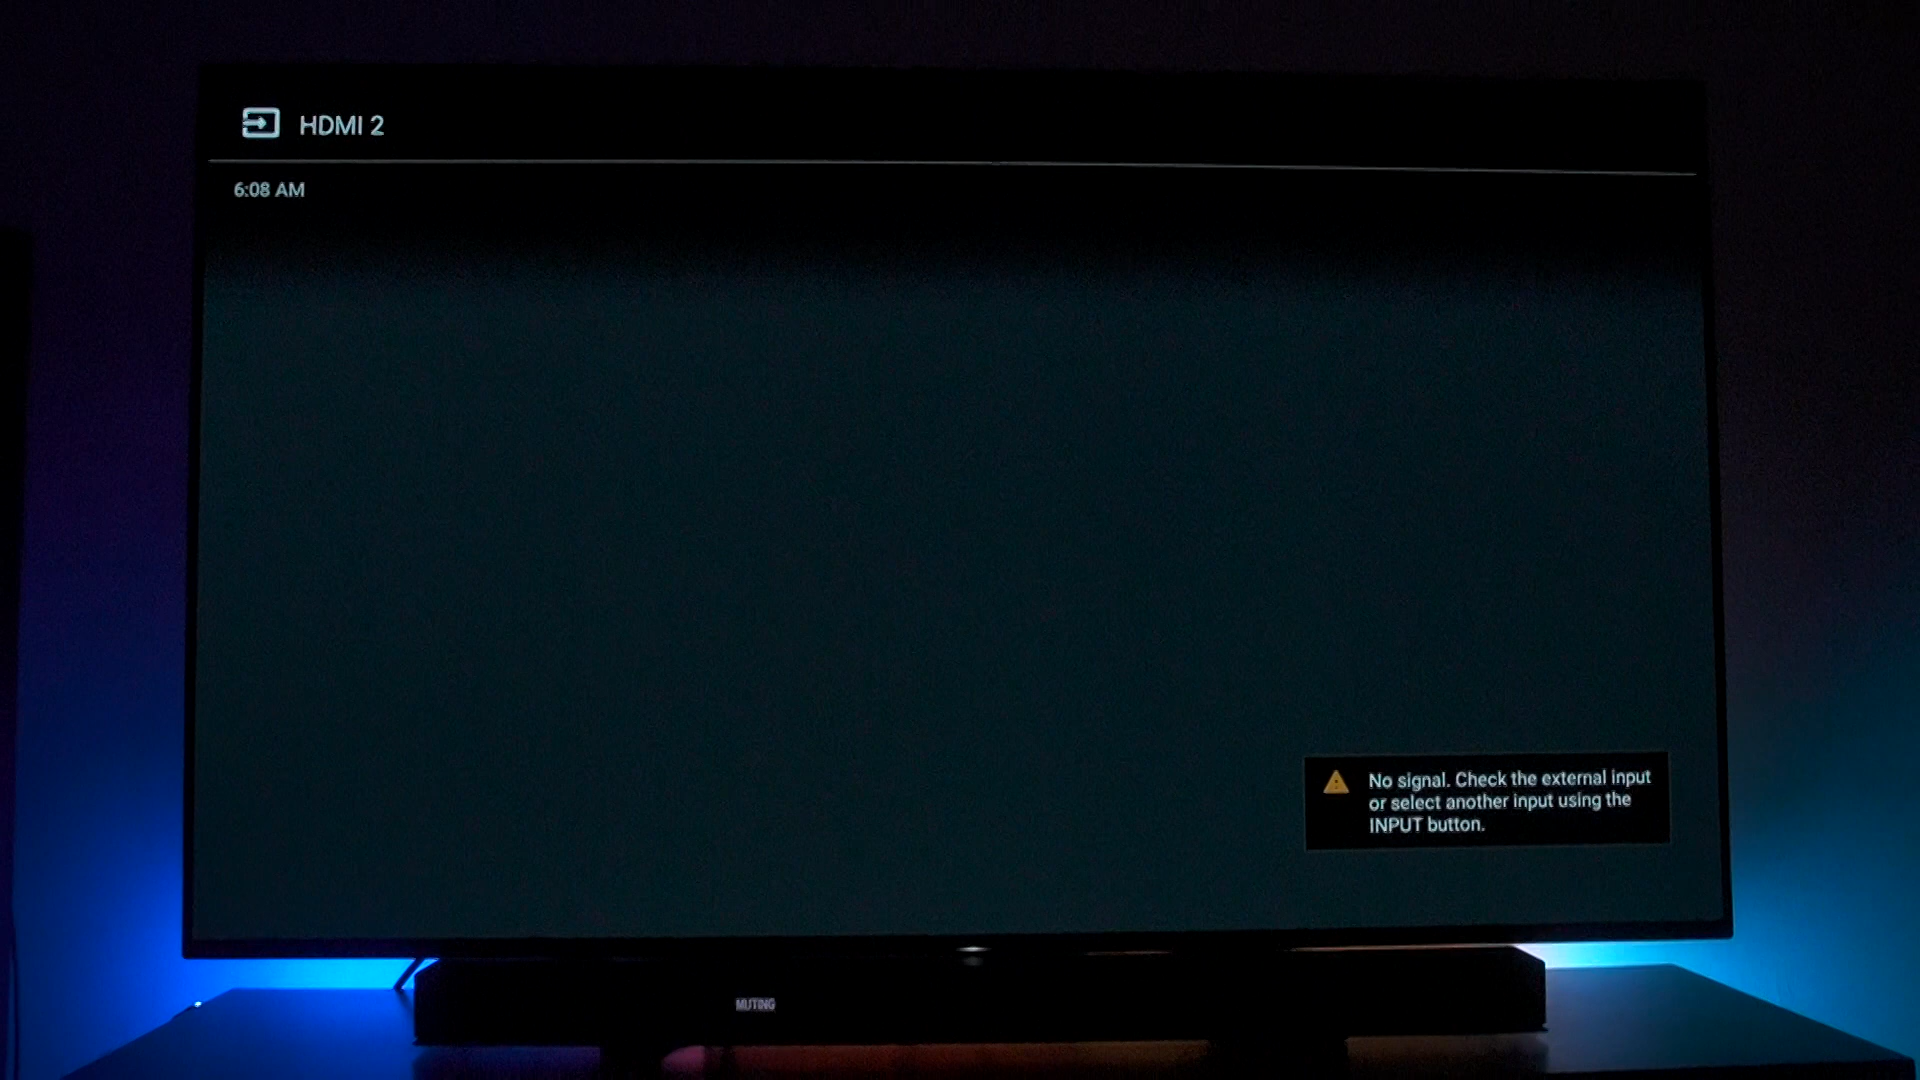 HDMI 2
6:08 AM
No signal. Check the external input
or select another input using the
INPUT button.
MUTING